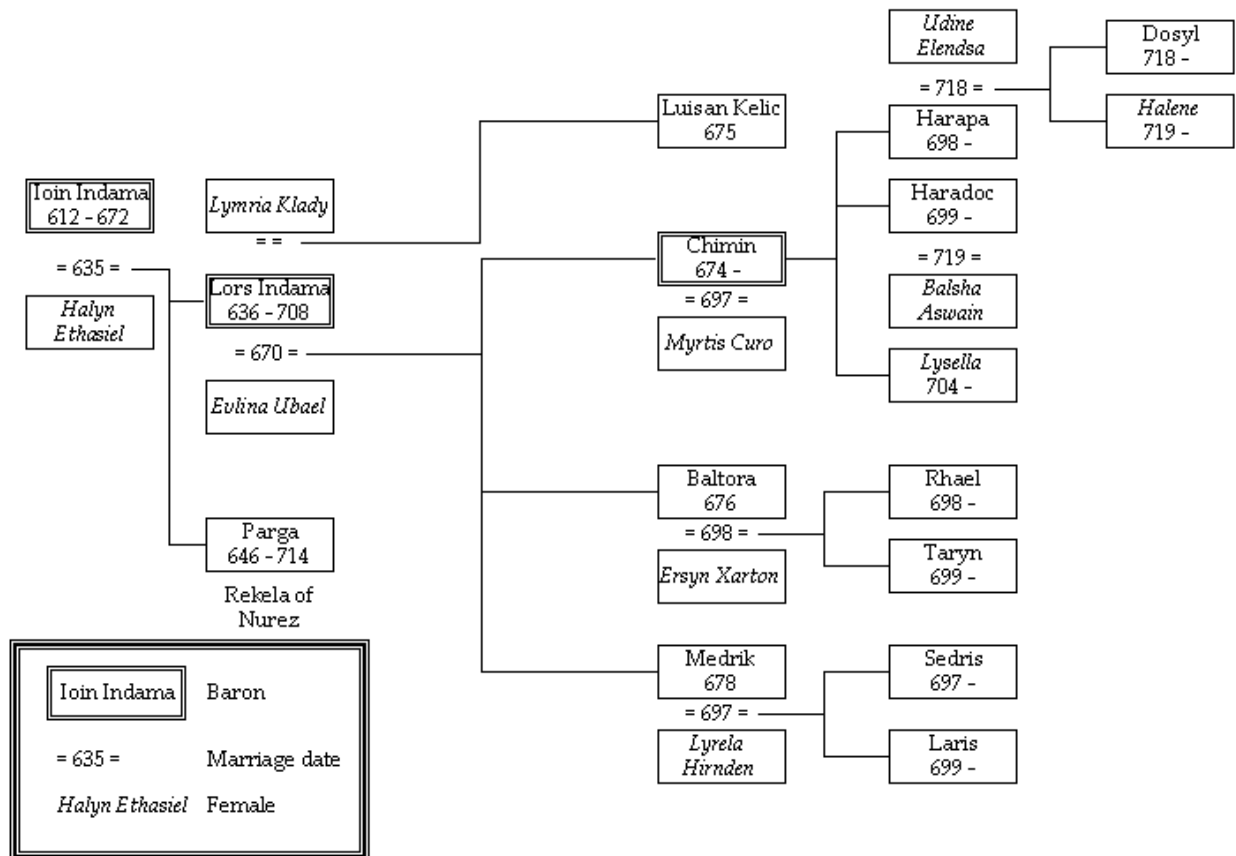 Ioin Indama
612 - 672
= 635 =
Halyn
Ethasiel
Lymria Klady
= =
Lors Indama
636 - 708
= 670 =
Evlina Ubael
Parga
646 - 714
Rekela of
Nurez
Luisan Kelic
675
Chimin
674 -
= 697 =
Myrtis Curo
Baltora
676
= 698 =
Ersyn Xarton
Medrik
678
= 697 =
Lyrela
Hirnden
Udine
Elendsa
= 718 =
Harapa
698 -
Haradoc
699 -
= 719 =
Balsha
Aswain
Lysella
704 -
Rhael
698 -
Taryn
699 -
Sedris
697 -
Laris
699 -
Dosyl
718 -
Halene
719 -
Ioin Indama Baron
= 635 = Marriage date
Halyn Ethasiel Female